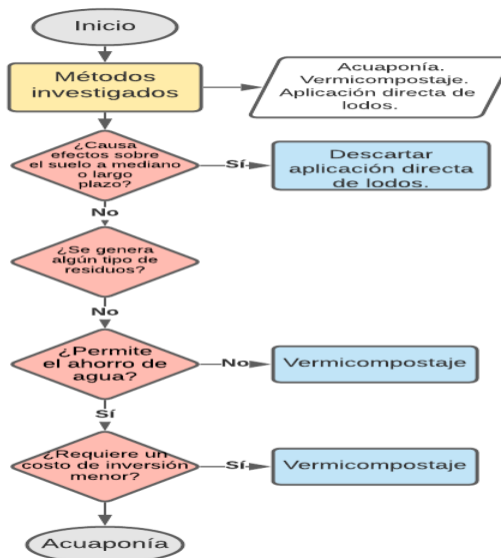 Inicio
Métodos
investigados
Acuaponía.
Vermicompostaje.
Aplicación directa de
lodos.
¿Causa
efectos sobre
el suelo a mediano
o largo
plazo?
Sí
Descartar
aplicación directa
de lodos.
No
¿Se genera
algún tipo de
residuos?
No
¿Permite
el ahorro de
agua?
No
Vermicompostaje
Sí
¿Requiere un
costo de inversión
menor?
Sí
Vermicompostaje
Acuaponía